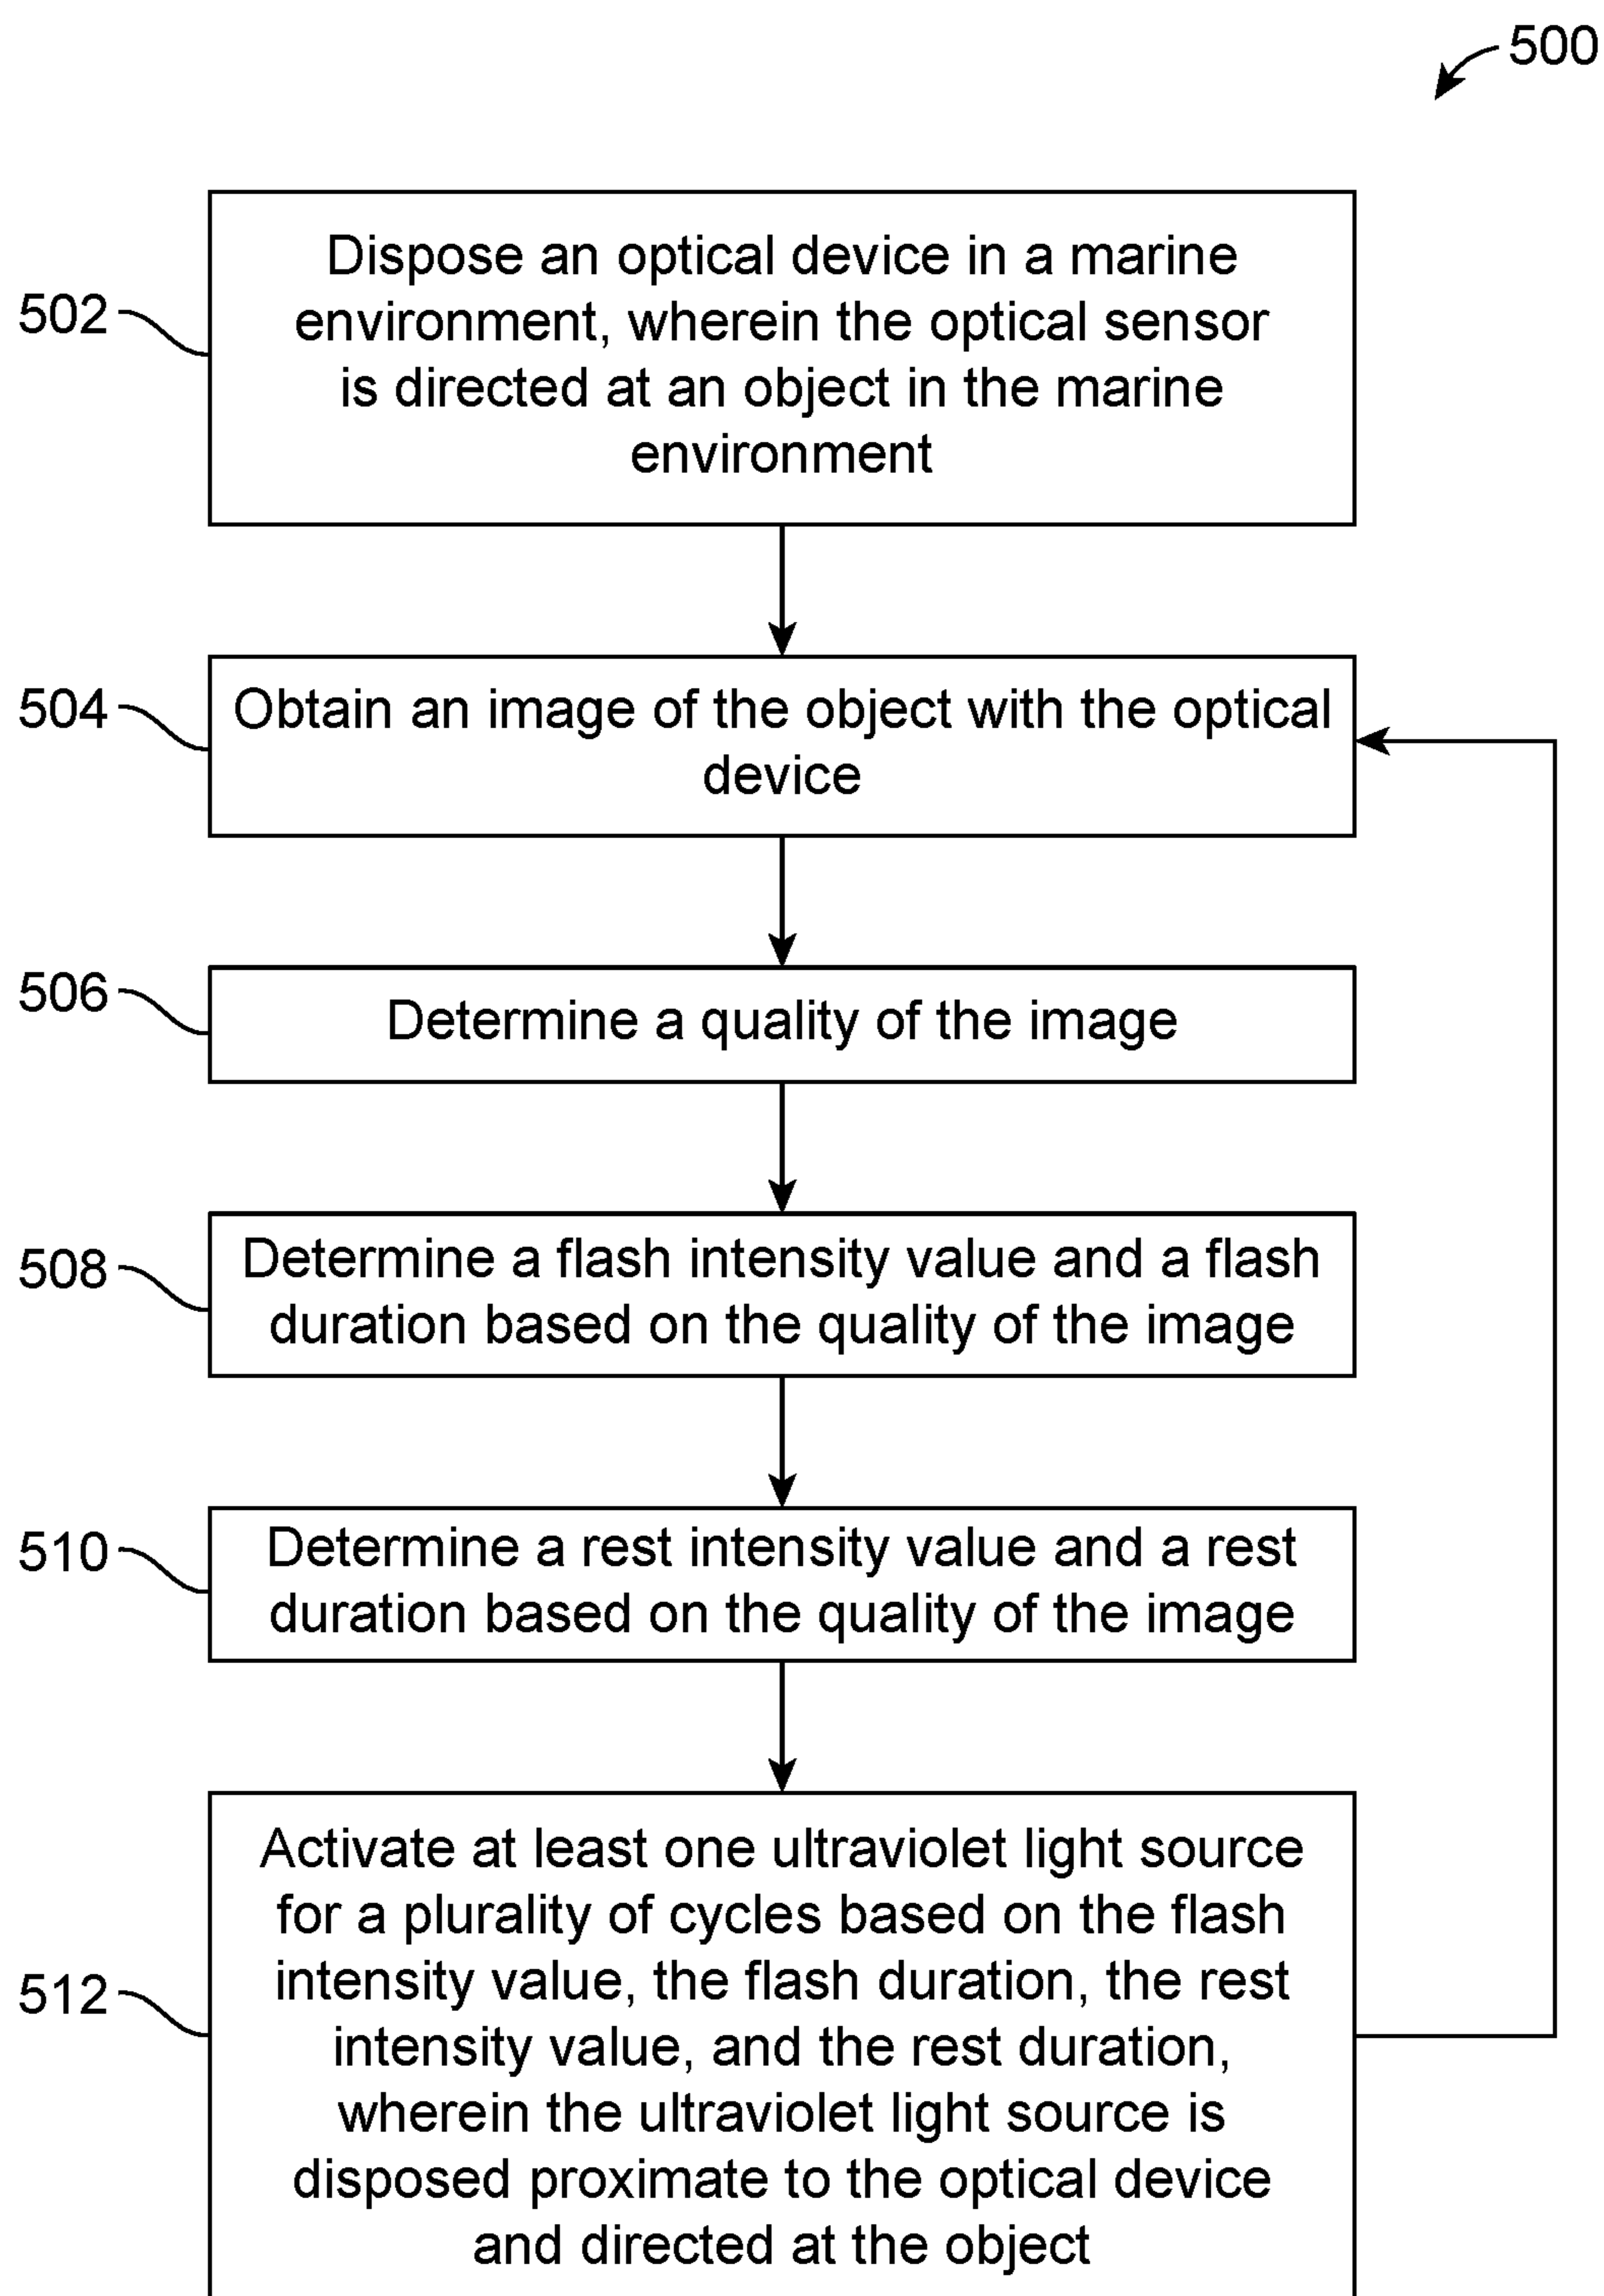 500
502
Dispose an optical device in a marine
environment, wherein the optical sensor
is directed at an object in the marine
environment
504
Obtain an image of the object with the optical
device
506
Determine a quality of the image
508
Determine a flash intensity value and a flash
duration based on the quality of the image
510
Determine a rest intensity value and a rest
duration based on the quality of the image
512
Activate at least one ultraviolet light source
for a plurality of cycles based on the flash
intensity value, the flash duration, the rest
intensity value, and the rest duration,
wherein the ultraviolet light source is
disposed proximate to the optical device
and directed at the object